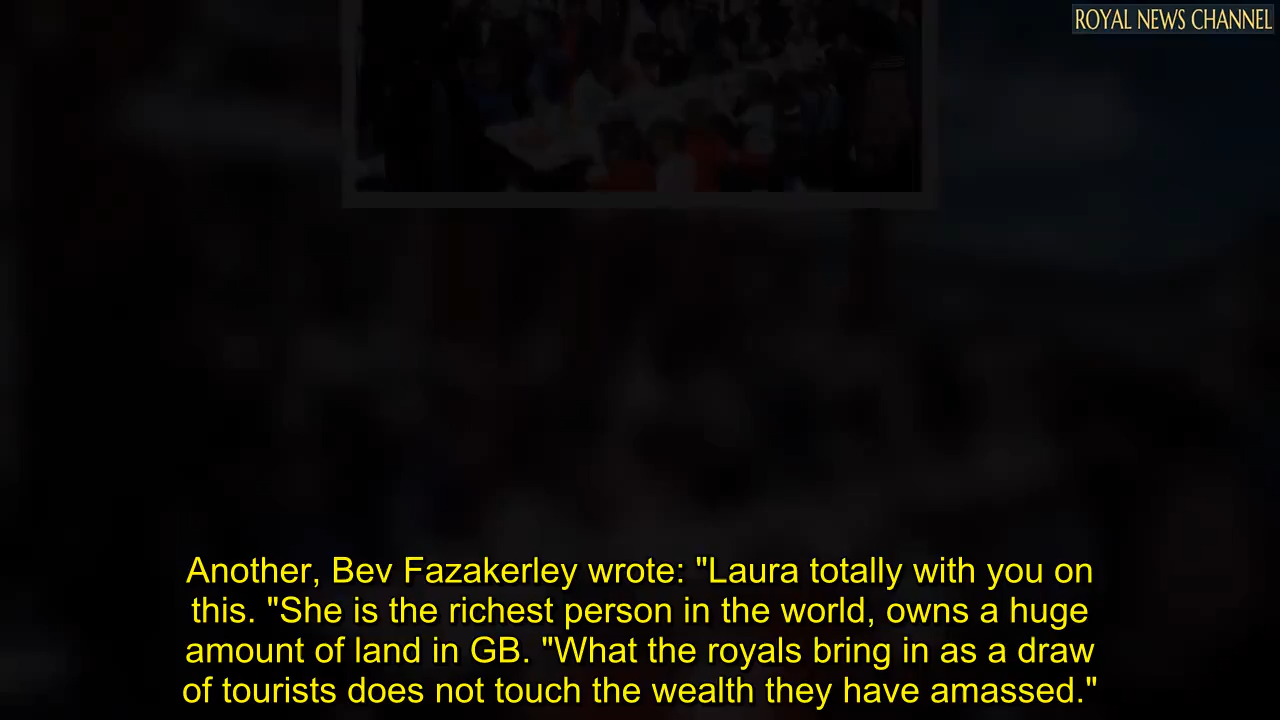 ROYAL NEWS CHANNEL
Another, Bev Fazakerley wrote: "Laura totally with you on
this. "She is the richest person in the world, owns a huge
amount of land in GB. "What the royals bring in as a draw
of tourists does not touch the wealth they have amassed."